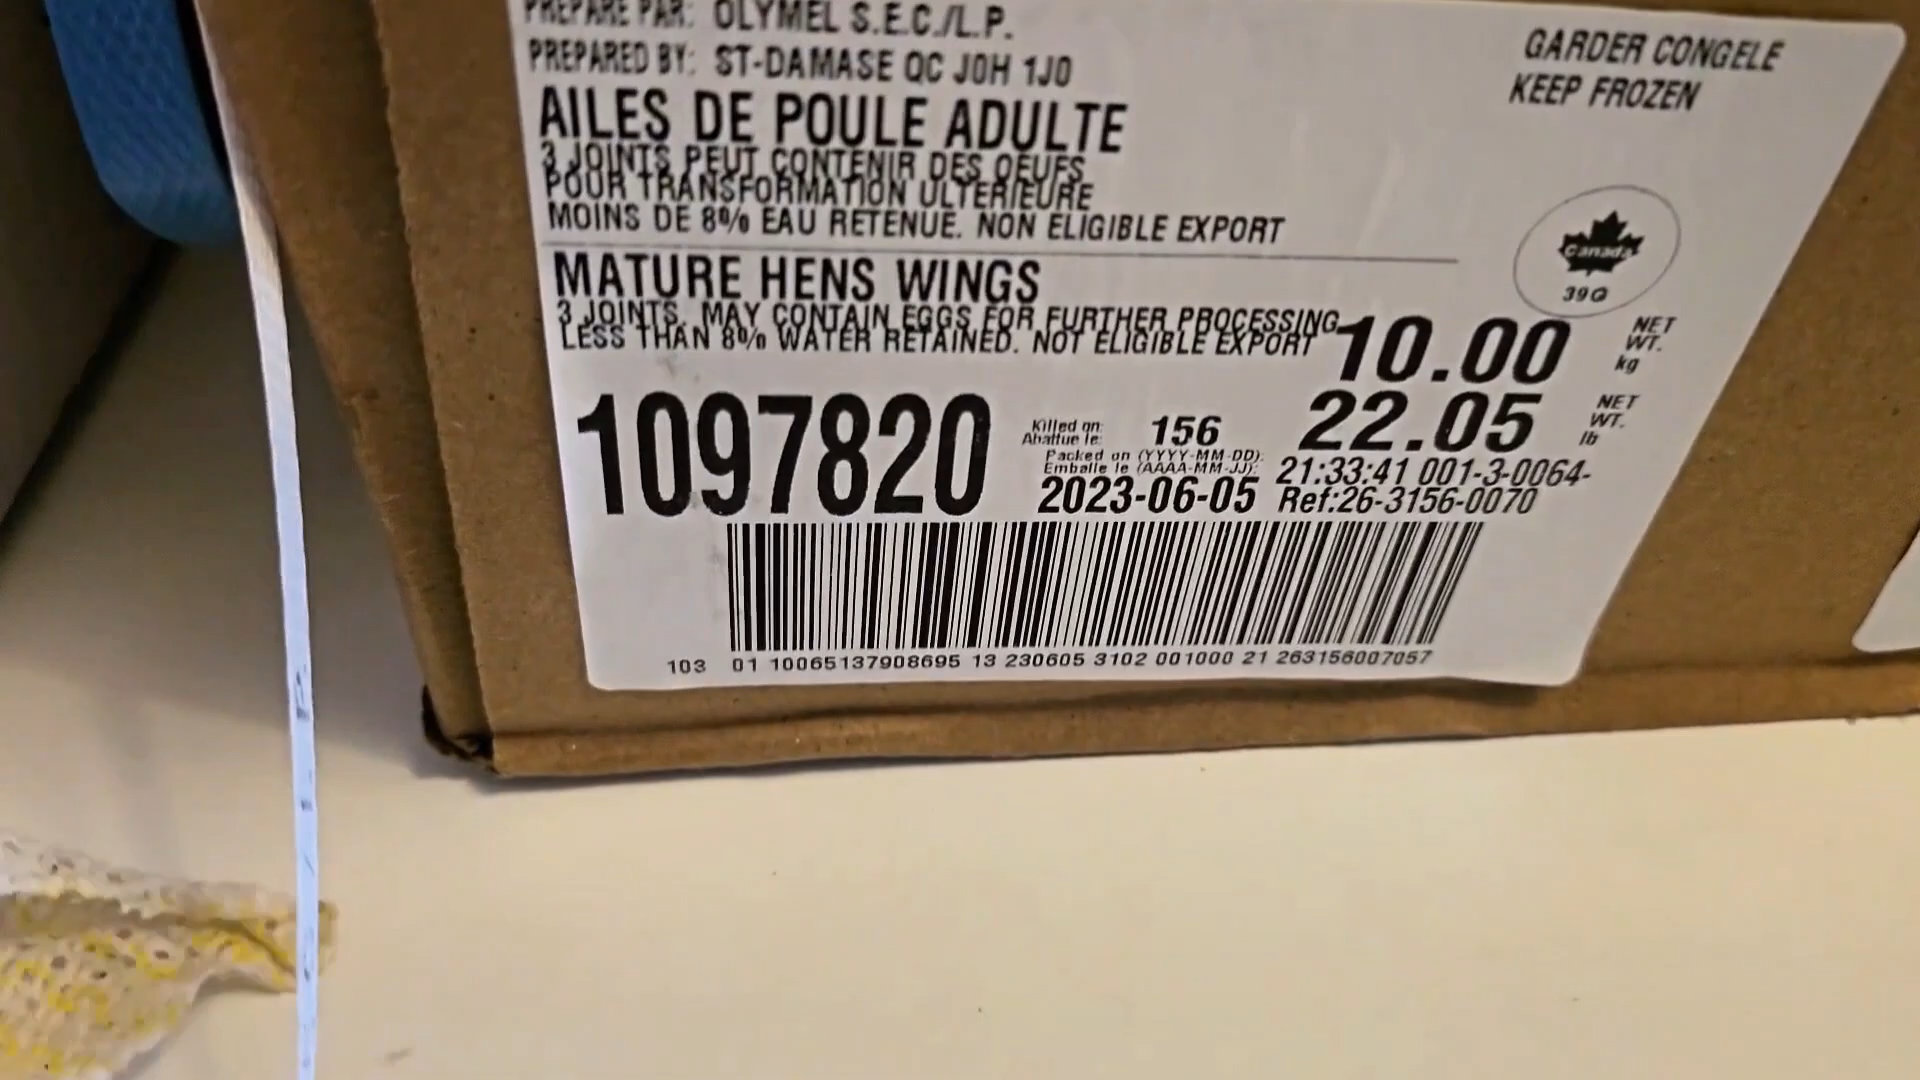 PREPARE PAR: OLYMEL S.E.C./L.P.
PREPARED BY: ST-DAMASE QC J0H 1J0
GARDER CONGELE
KEEP FROZEN
AILES DE POULE ADULTE
3 JOINTS PEUT CONTENIR DES OEUFS
POUR TRANSFORMATION ULTERIEURE
MOINS DE 8% EAU RETENUE. NON ELIGIBLE EXPORT
Canada
39
MATURE HENS WINGS
3 JOINTS. MAY CONTAIN EGGS FOR FURTHER PROCESSING
LESS THAN 8% WATER RETAINED. NOT ELIGIBLE EXPORT
10.00 NET WT. kg
22.05 NET WT. lb
1097820
Killed on:
Abattue le:
156
Packed on (YYYY-MM-DD):
Emballe le (AAAA-MM-JJ):
2023-06-05
21:33:41 001-3-0064-
Ref:26-3156-0070
103 01 10065137908695 13 230605 3102 001000 21 263156007057